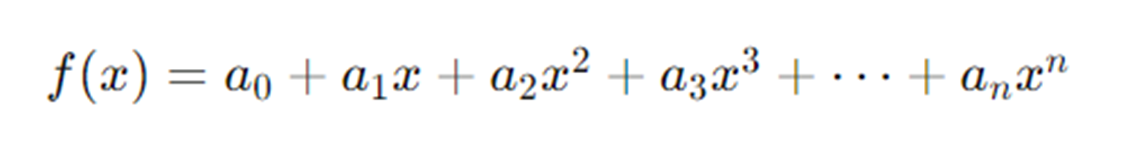 f(x) = a₀ + a₁x + a₂x² + a₃x³ + ⋯ + aₙxⁿ